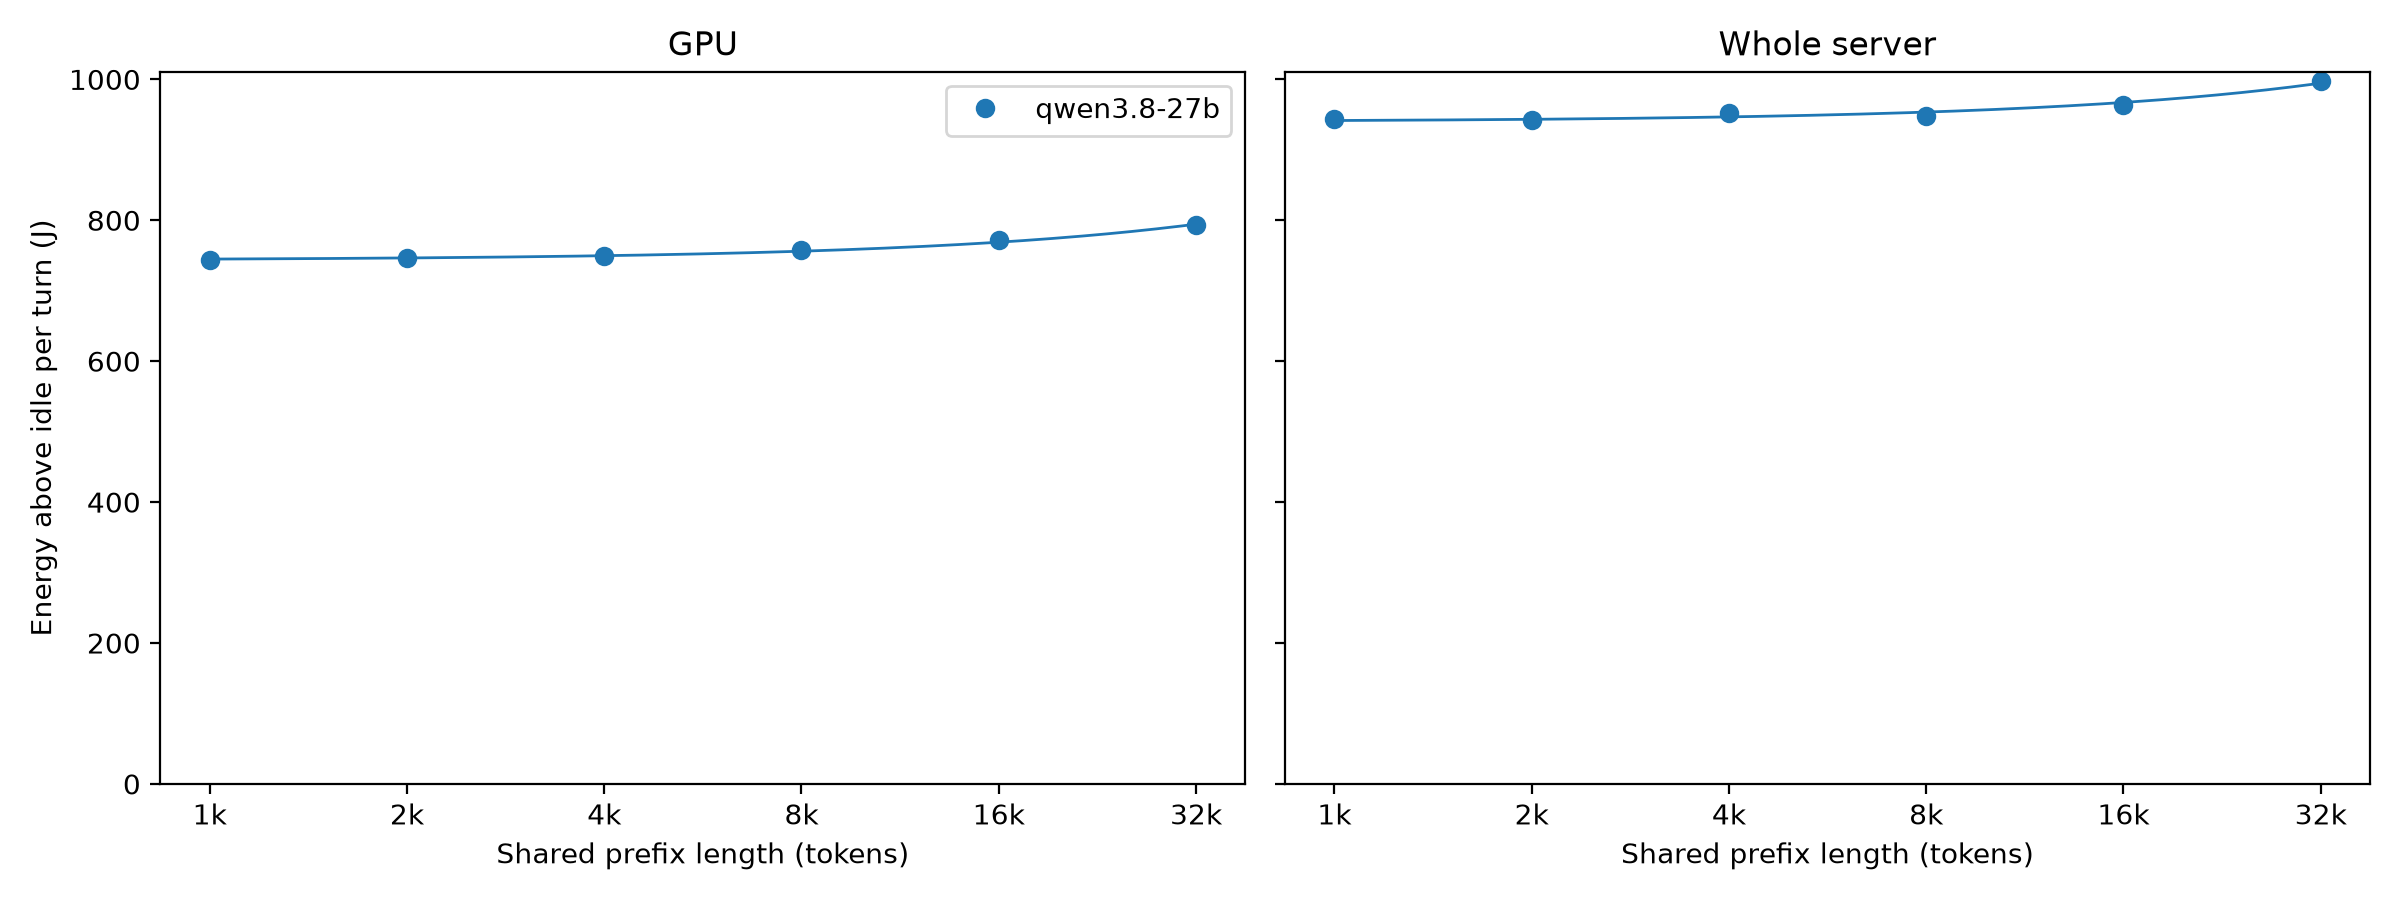 GPU
Whole server
qwen3.8-27b
Energy above idle per turn (J)
1000
800
600
400
200
0
1k 2k 4k 8k 16k 32k
1k 2k 4k 8k 16k 32k
Shared prefix length (tokens)
Shared prefix length (tokens)